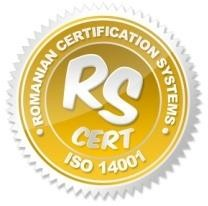 • ROMANIAN CERTIFICATION SYSTEMS •
RS
CERT
ISO 14001